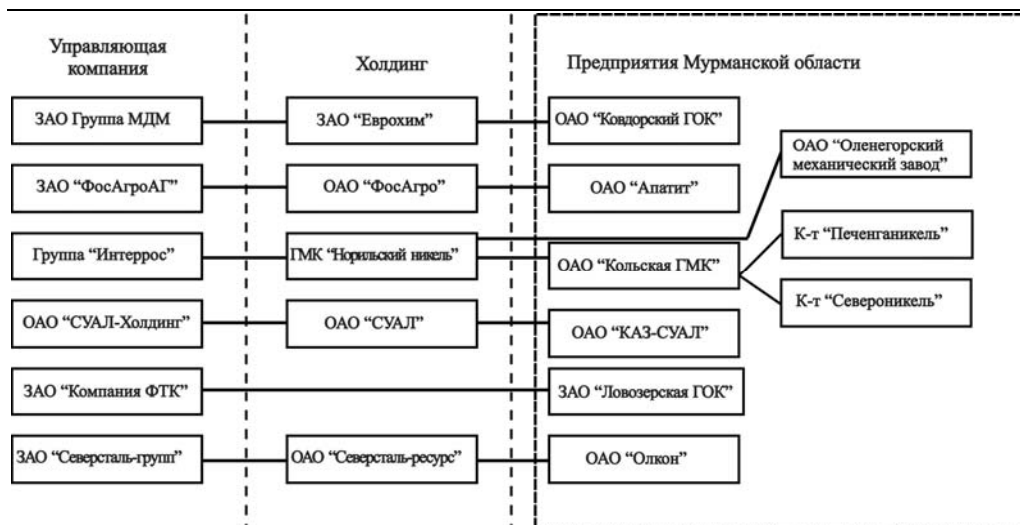 Управляющая
компания
Холдинг
Предприятия Мурманской области
ЗАО Группа МДМ
ЗАО “Еврохим”
ОАО “Ковдорский ГОК”
ОАО “Оленегорский
механический завод”
ЗАО “ФосАгроАГ”
ОАО “ФосАгро”
ОАО “Апатит”
К-т “Печенганикель”
Группа “Интеррос”
ГМК “Норильский никель”
ОАО “Кольская ГМК”
К-т “Североникель”
ОАО “СУАЛ-Холдинг”
ОАО “СУАЛ”
ОАО “КАЗ-СУАЛ”
ЗАО “Компания ФТК”
ЗАО “Ловозерская ГОК”
ЗАО “Северсталь-групп”
ОАО “Северсталь-ресурс”
ОАО “Олкон”